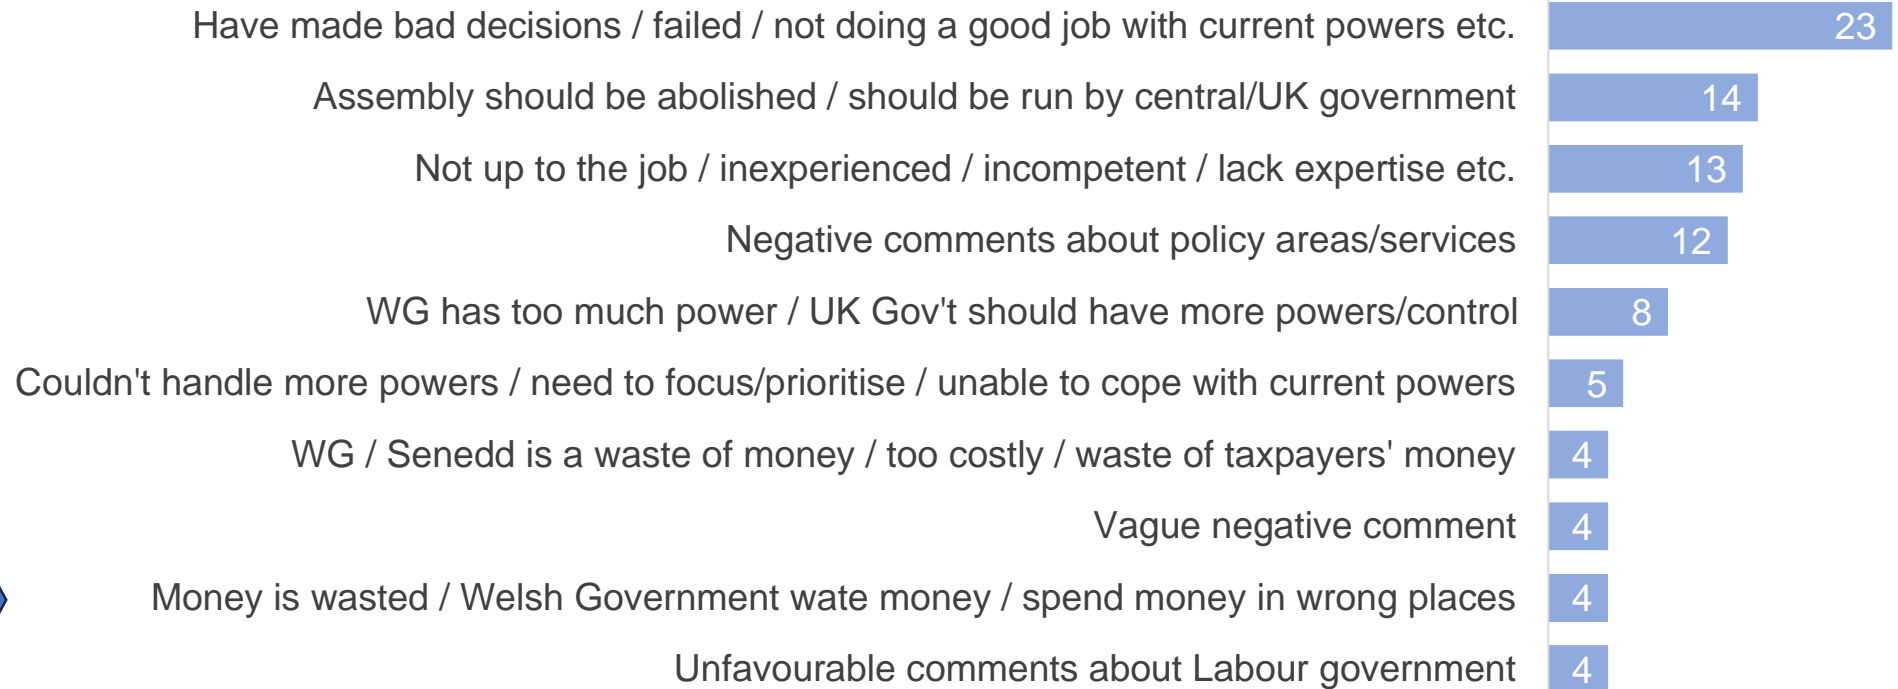 Have made bad decisions / failed / not doing a good job with current powers etc. 23
Assembly should be abolished / should be run by central/UK government 14
Not up to the job / inexperienced / incompetent / lack expertise etc. 13
Negative comments about policy areas/services 12
WG has too much power / UK Gov't should have more powers/control 8
Couldn't handle more powers / need to focus/prioritise / unable to cope with current powers 5
WG / Senedd is a waste of money / too costly / waste of taxpayers' money 4
Vague negative comment 4
Money is wasted / Welsh Government wate money / spend money in wrong places 4
Unfavourable comments about Labour government 4